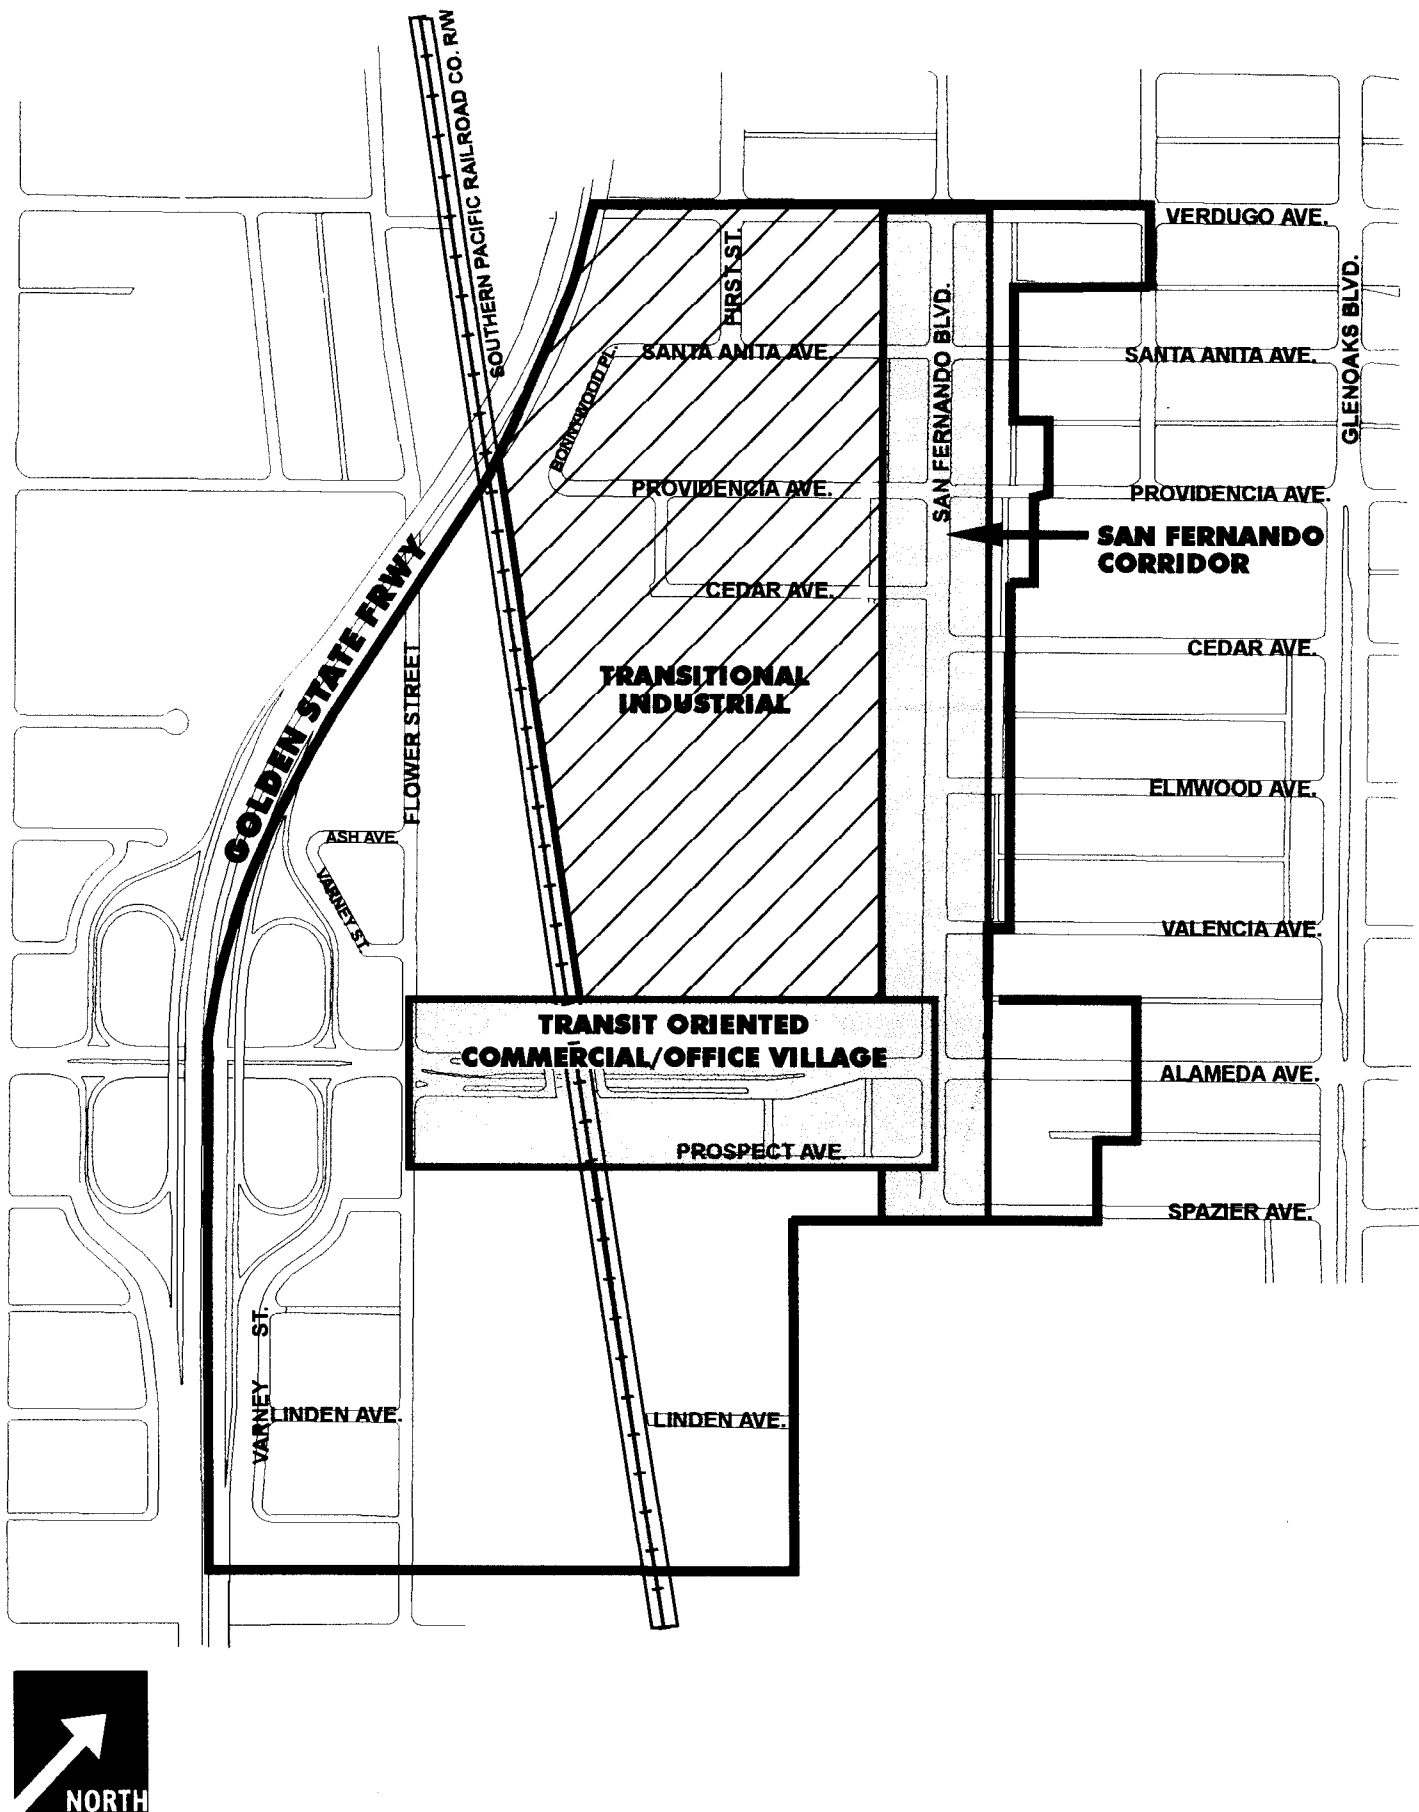 SOUTHERN PACIFIC RAILROAD CO. R/W
VERDUGO AVE.
FIRST ST.
GLENOAKS BLVD.
SAN FERNANDO BLVD.
SANTA ANITA AVE.
SANTA ANITA AVE.
BONNYWOOD PL.
PROVIDENCIA AVE.
PROVIDENCIA AVE.
SAN FERNANDO
CORRIDOR
GOLDEN STATE FRWY
CEDAR AVE.
CEDAR AVE.
FLOWER STREET
TRANSITIONAL
INDUSTRIAL
ELMWOOD AVE.
ASH AVE.
VARNEY ST.
VALENCIA AVE.
TRANSIT ORIENTED
COMMERCIAL/OFFICE VILLAGE
ALAMEDA AVE.
PROSPECT AVE.
SPAZIER AVE.
VARNEY ST.
LINDEN AVE.
LINDEN AVE.
NORTH